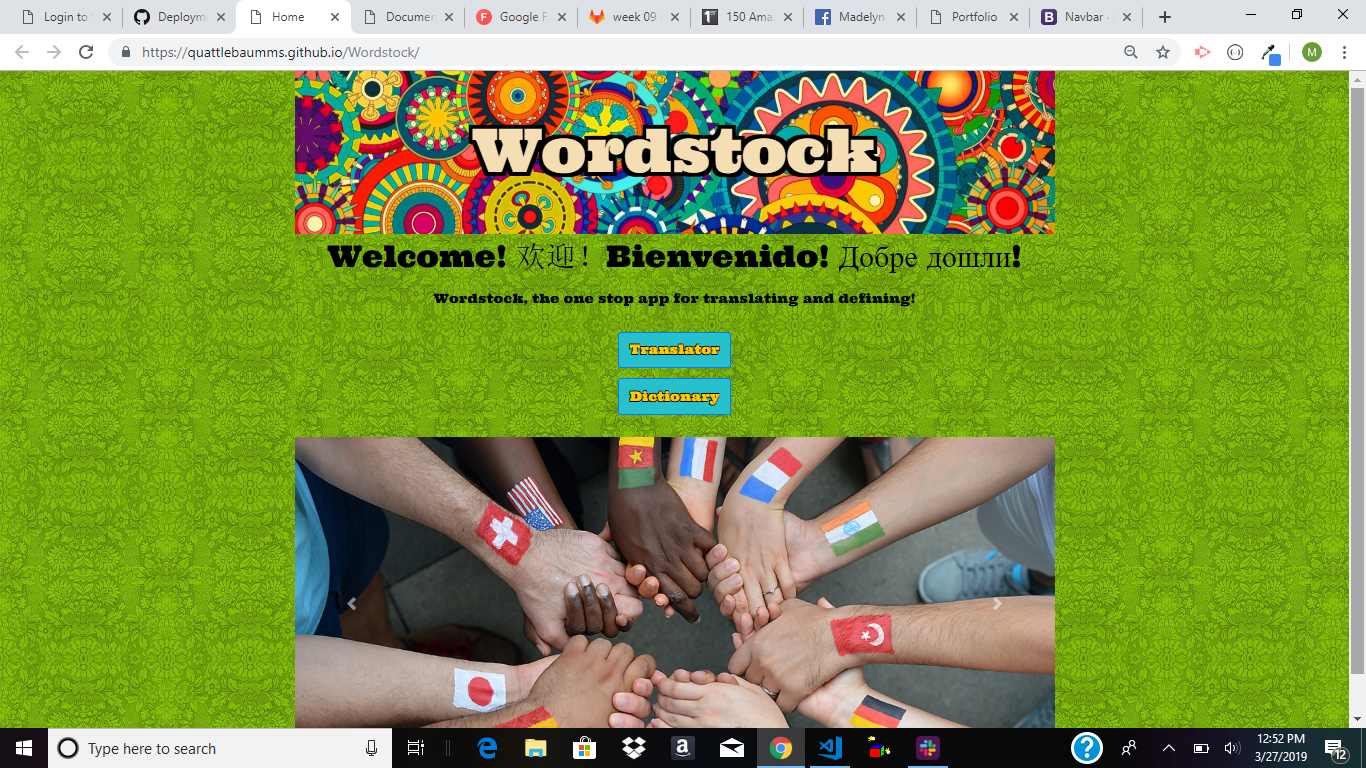 Login to
Deployme
Home
Documen
Google F
week 09
150 Ama
Madelyn
Portfolio
Navbar ·
https://quattlebaumms.github.io/Wordstock/
M
Wordstock
Welcome! 欢迎! Bienvenido! Добре дошли!
Wordstock, the one stop app for translating and defining!
Translator
Dictionary
Type here to search
12:52 PM
3/27/2019
12